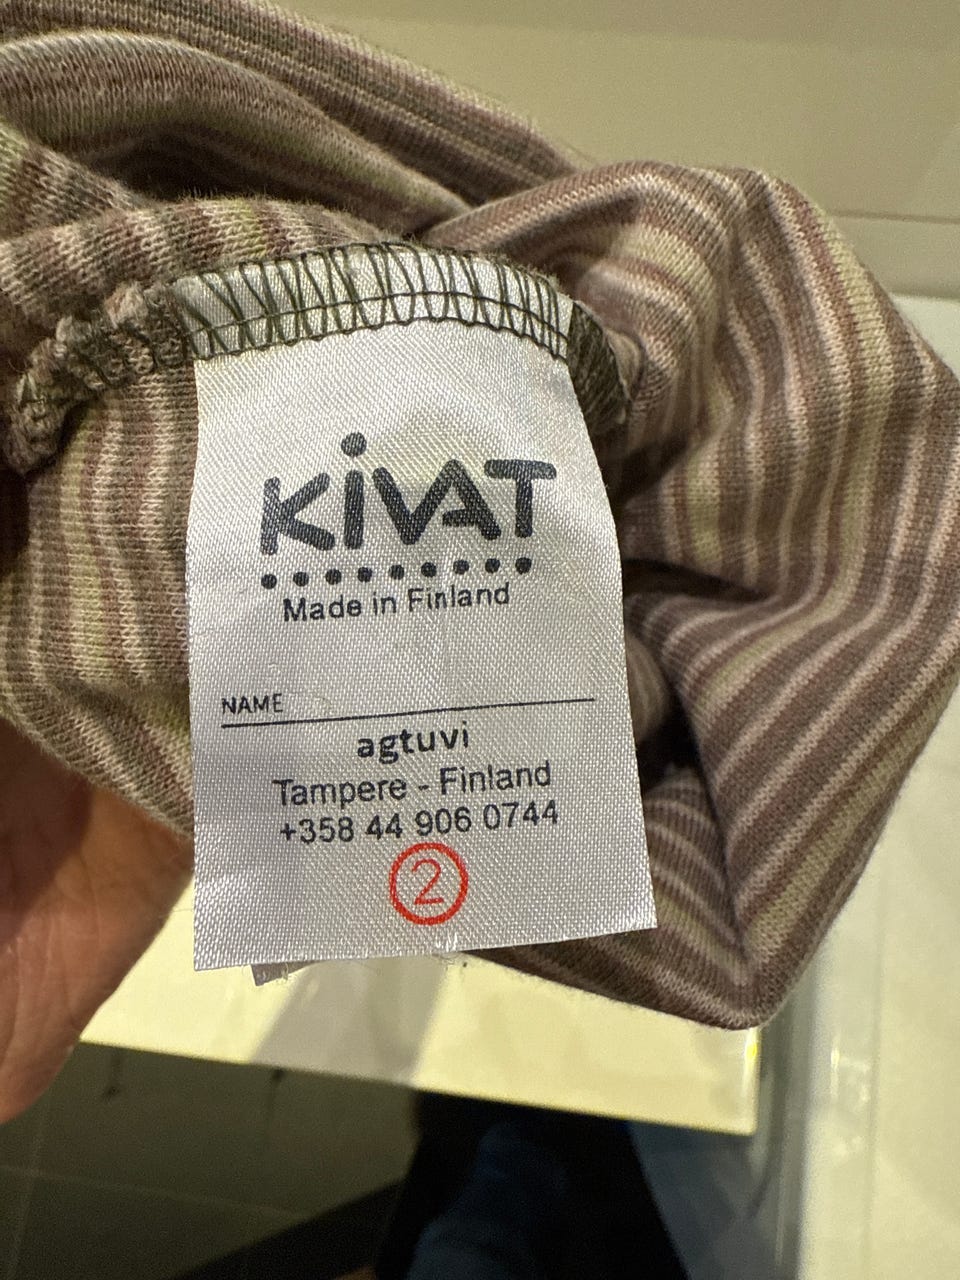 KiVAT
Made in Finland
NAME
agtuvi
Tampere - Finland
+358 44 906 0744
2